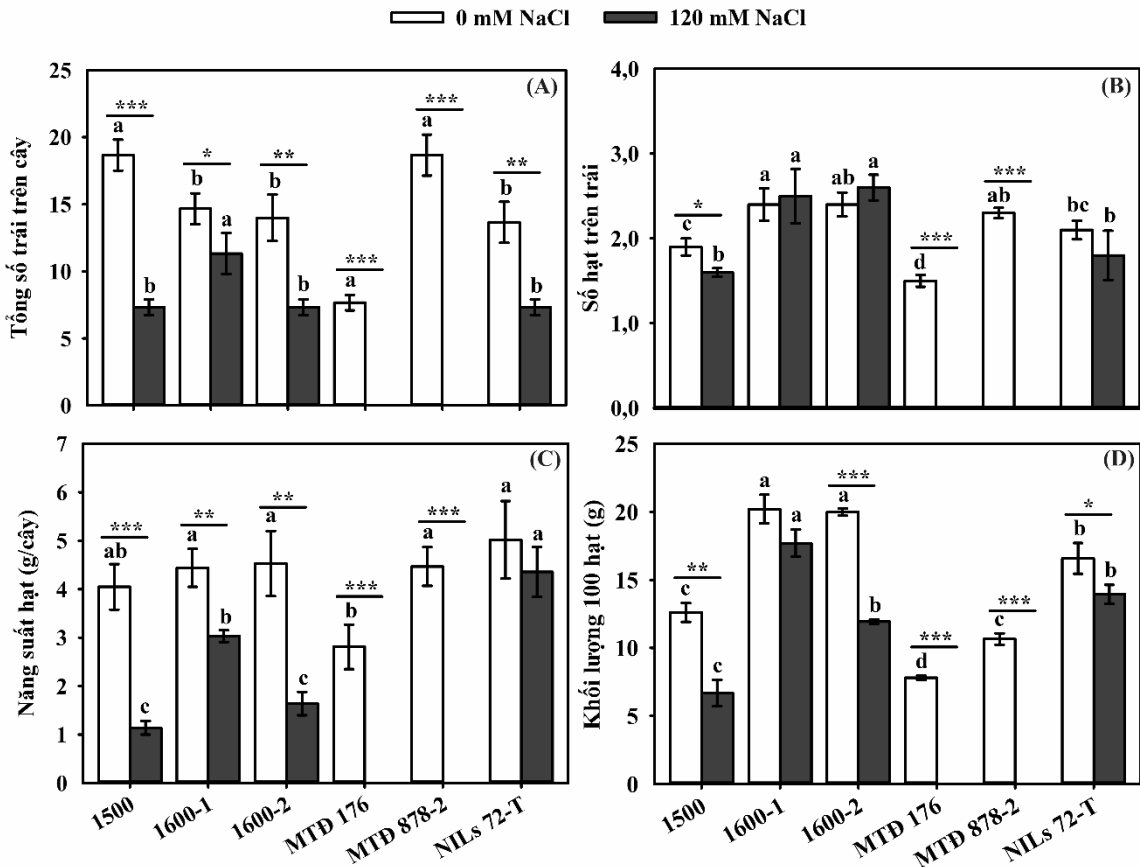 0 mM NaCl 120 mM NaCl
(A)
Tổng số trái trên cây
25
20
15
10
5
0
***
a
b
*
b
a
**
b
b
***
a
***
a
**
b
b
(B)
Số hạt trên trái
4,0
3,0
2,0
1,0
0,0
*
c
b
a
a
ab
a
***
d
***
ab
bc
b
(C)
Năng suất hạt (g/cây)
7
6
5
4
3
2
1
0
***
ab
c
**
a
b
**
a
c
***
b
***
a
a
a
1500
1600-1
1600-2
MTĐ 176
MTĐ 878-2
NILs 72-T
(D)
Khối lượng 100 hạt (g)
25
20
15
10
5
0
**
c
c
a
a
***
a
b
***
d
***
c
*
b
b
1500
1600-1
1600-2
MTĐ 176
MTĐ 878-2
NILs 72-T